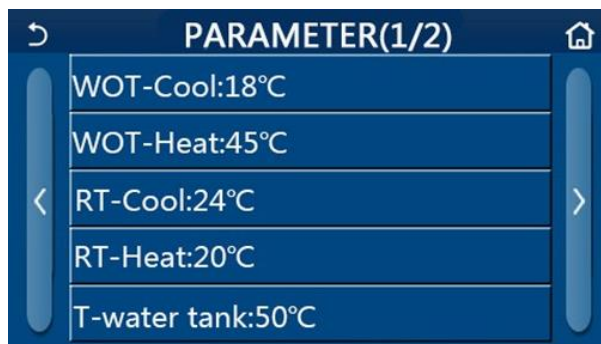 PARAMETER(1/2)
WOT-Cool:18℃
WOT-Heat:45℃
RT-Cool:24℃
RT-Heat:20℃
T-water tank:50℃